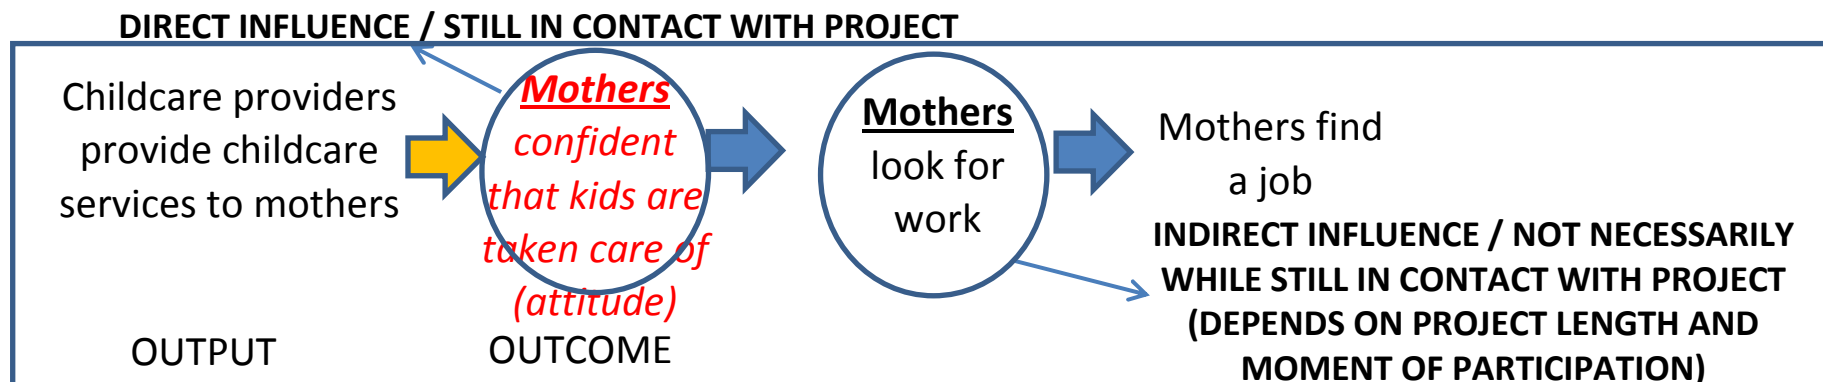 DIRECT INFLUENCE / STILL IN CONTACT WITH PROJECT
Childcare providers
provide childcare
services to mothers
OUTPUT
Mothers
confident
that kids are
taken care of
(attitude)
OUTCOME
Mothers
look for
work
Mothers find
a job
INDIRECT INFLUENCE / NOT NECESSARILY
WHILE STILL IN CONTACT WITH PROJECT
(DEPENDS ON PROJECT LENGTH AND
MOMENT OF PARTICIPATION)